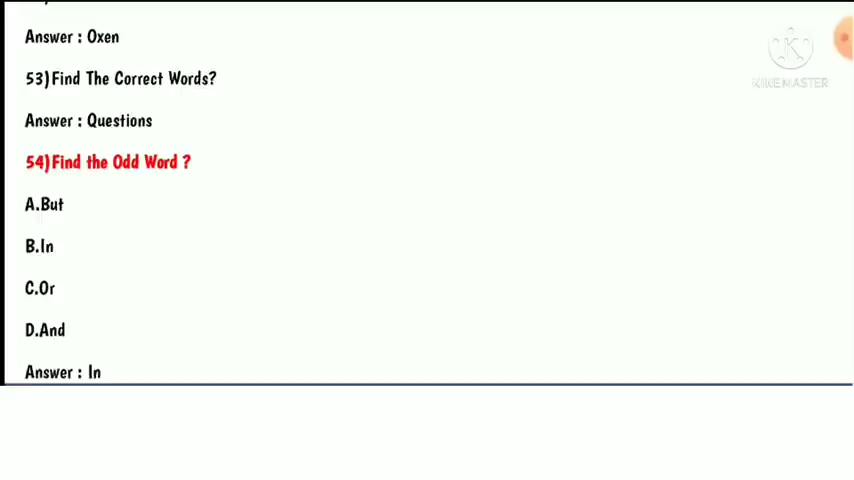 Answer : Oxen
53)Find The Correct Words?
Answer : Questions
54)Find the Odd Word ?
A.But
B.In
C.Or
D.And
Answer : In
KINEMASTER